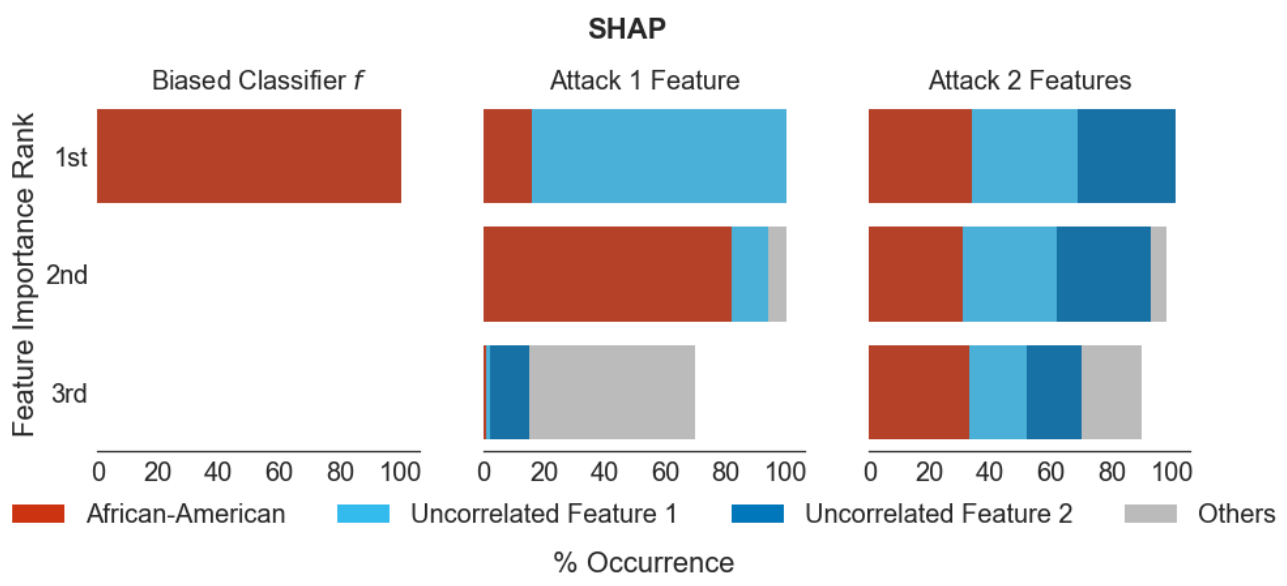 SHAP
Biased Classifier f
Attack 1 Feature
Attack 2 Features
Feature Importance Rank
1st
2nd
3rd
0 20 40 60 80 100
0 20 40 60 80 100
0 20 40 60 80 100
African-American
Uncorrelated Feature 1
Uncorrelated Feature 2
Others
% Occurrence